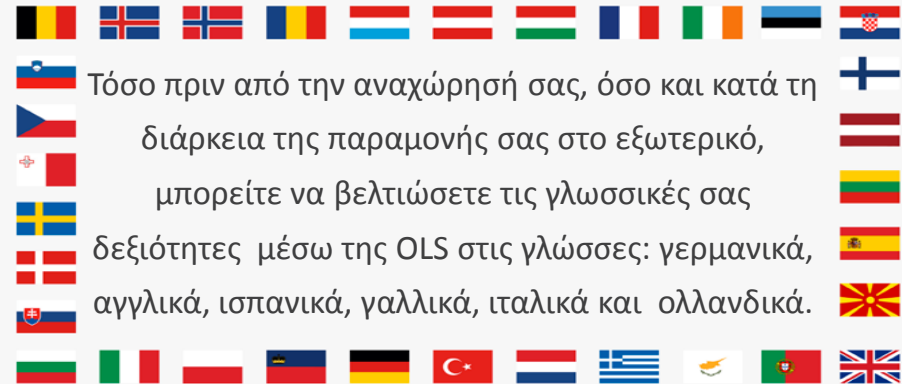 Τόσο πριν από την αναχώρησή σας, όσο και κατά τη
διάρκεια της παραμονής σας στο εξωτερικό,
μπορείτε να βελτιώσετε τις γλωσσικές σας
δεξιότητες  μέσω της OLS στις γλώσσες: γερμανικά,
αγγλικά, ισπανικά, γαλλικά, ιταλικά και  ολλανδικά.